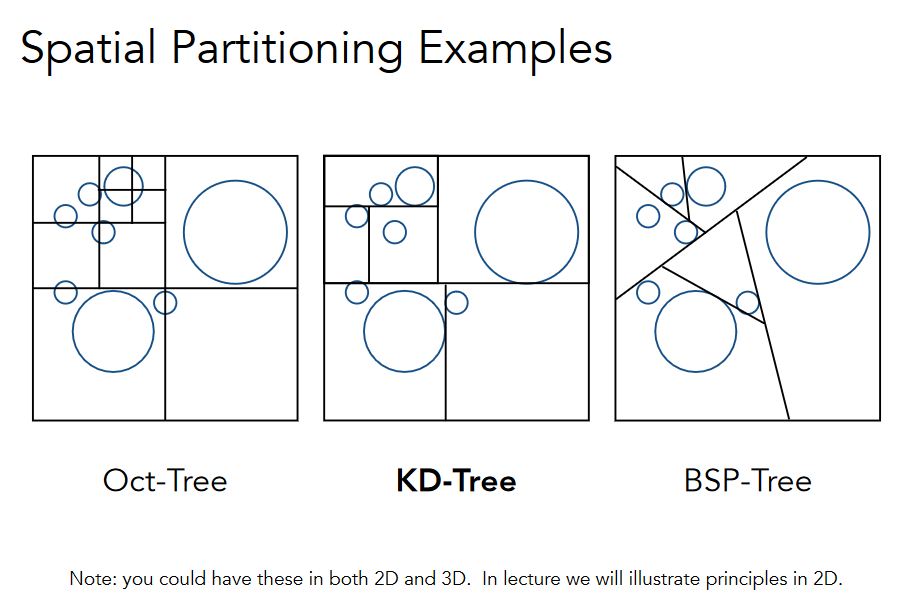 Spatial Partitioning Examples
Oct-Tree
KD-Tree
BSP-Tree
Note: you could have these in both 2D and 3D. In lecture we will illustrate principles in 2D.